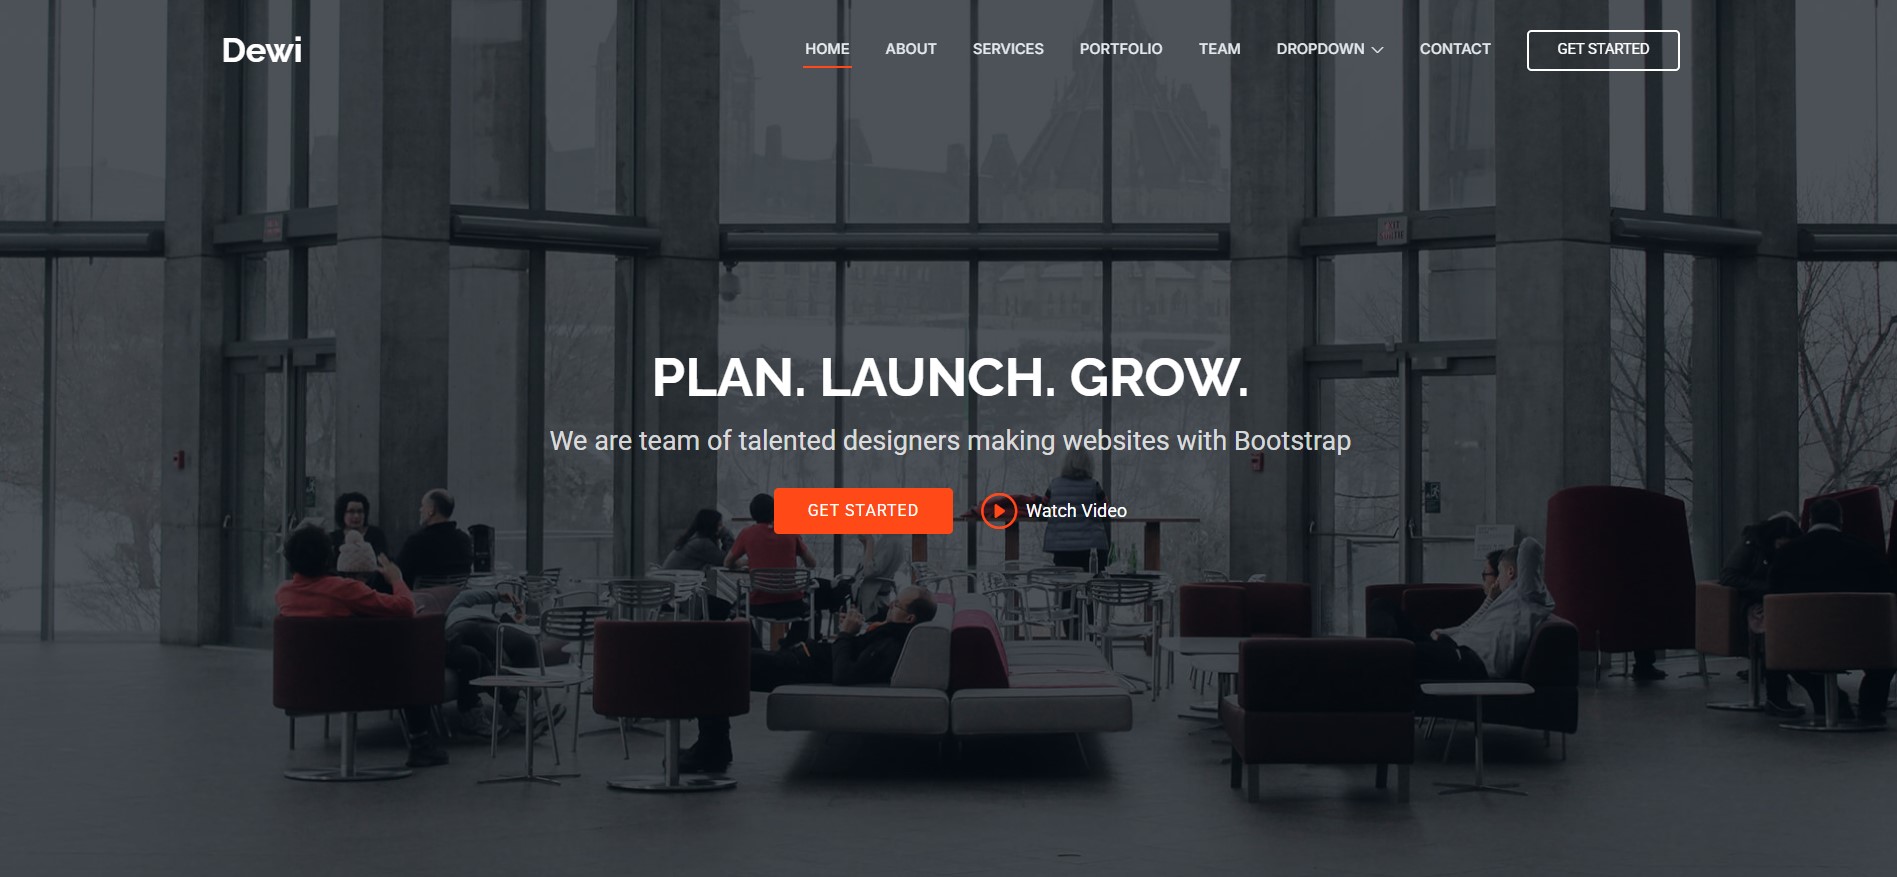 Dewi
HOME ABOUT SERVICES PORTFOLIO TEAM DROPDOWN CONTACT GET STARTED
PLAN. LAUNCH. GROW.
We are team of talented designers making websites with Bootstrap
GET STARTED Watch Video